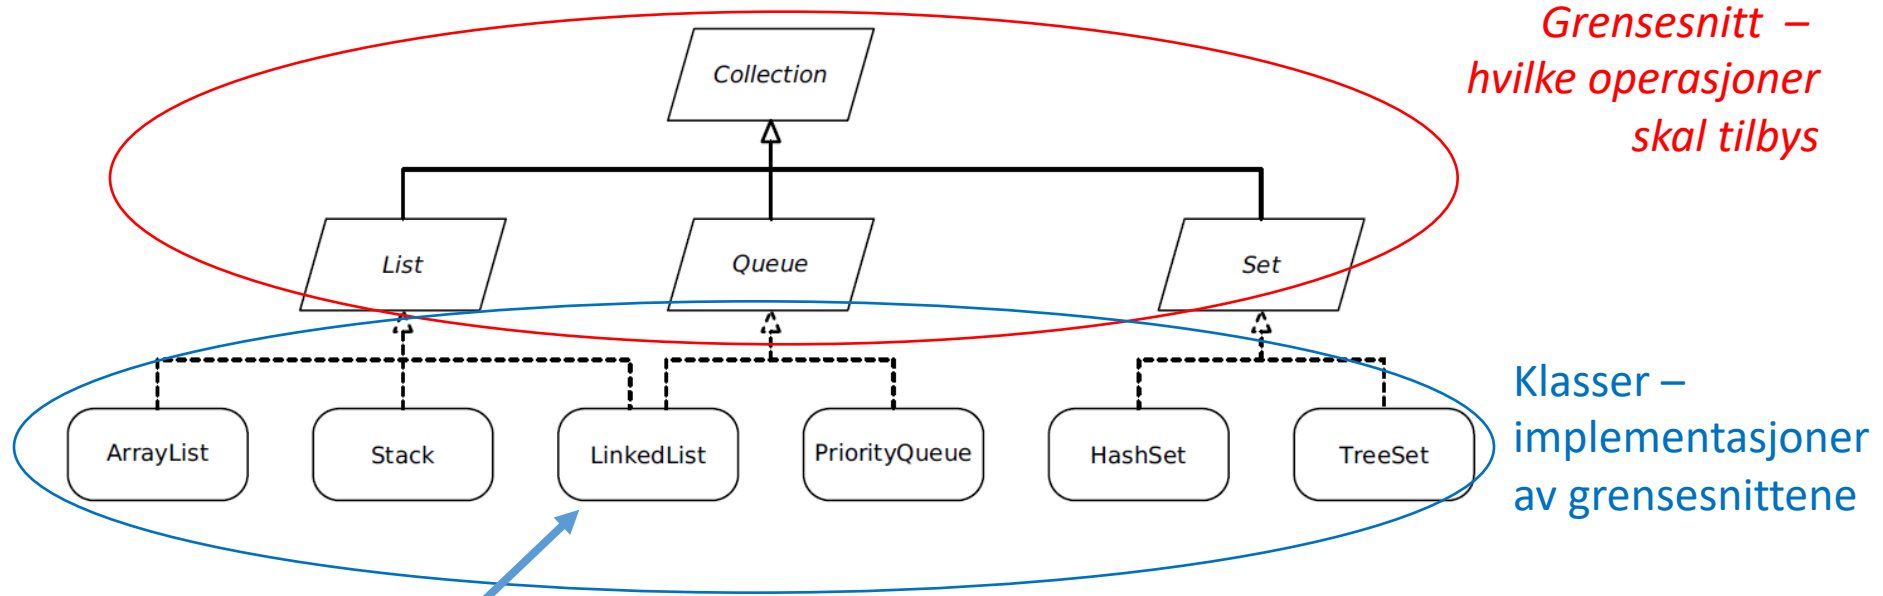 Grensesnitt –
hvilke operasjoner
skal tilbys
Collection
List
Queue
Set
ArrayList
Stack
LinkedList
PriorityQueue
HashSet
TreeSet
Klasser –
implementasjoner
av grensesnittene